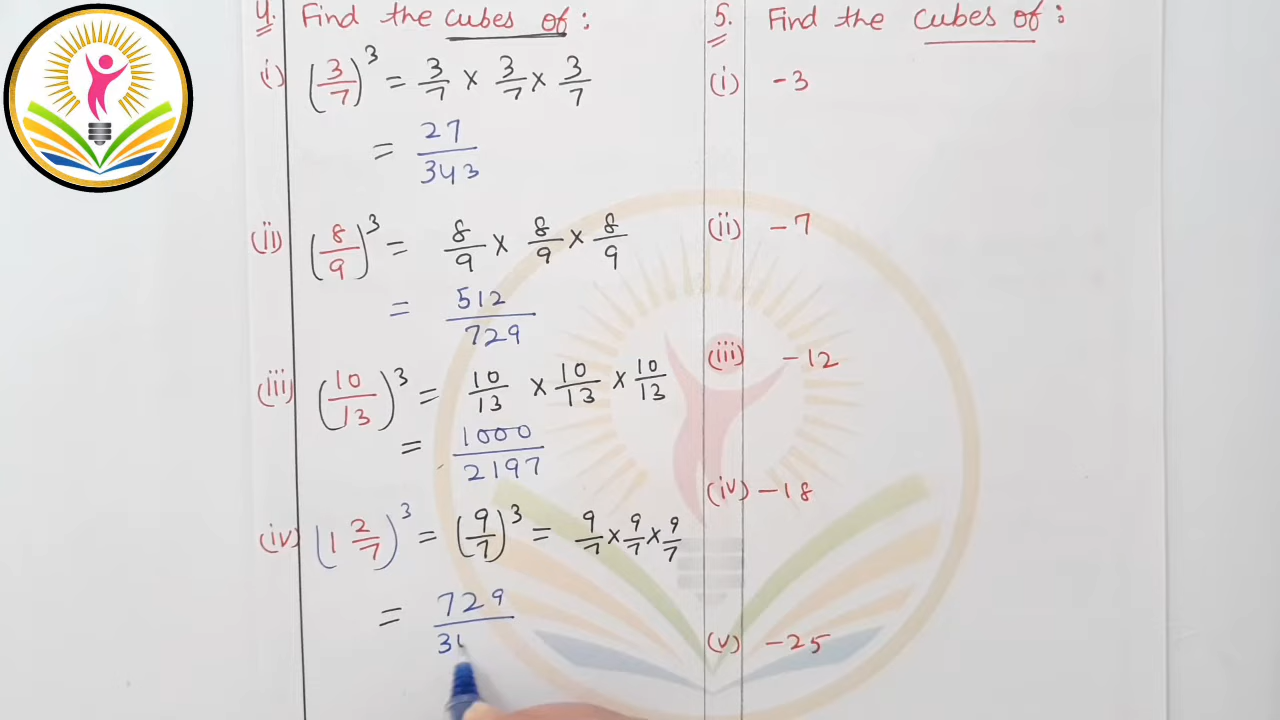 4. Find the cubes of :
(i) (3/7)³ = 3/7 × 3/7 × 3/7
= 27/343
(ii) (8/9)³ = 8/9 × 8/9 × 8/9
= 512/729
(iii) (10/13)³ = 10/13 × 10/13 × 10/13
= 1000/2197
(iv) (1 2/7)³ = (9/7)³ = 9/7 × 9/7 × 9/7
= 729/34
5. Find the cubes of :
(i) -3
(ii) -7
(iii) -12
(iv) -18
(v) -25